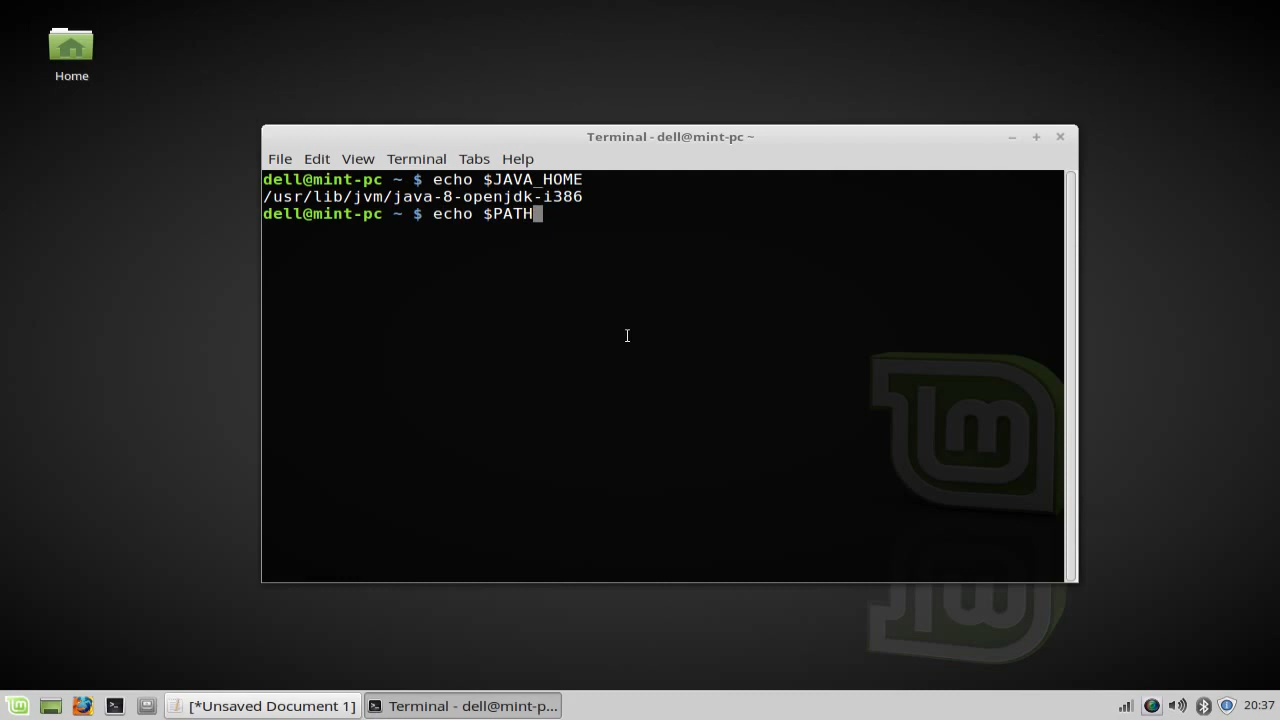 Home
Terminal - dell@mint-pc ~
File Edit View Terminal Tabs Help
dell@mint-pc ~ $ echo $JAVA_HOME
/usr/lib/jvm/java-8-openjdk-i386
dell@mint-pc ~ $ echo $PATH
[*Unsaved Document 1] Terminal - dell@mint-p... 20:37